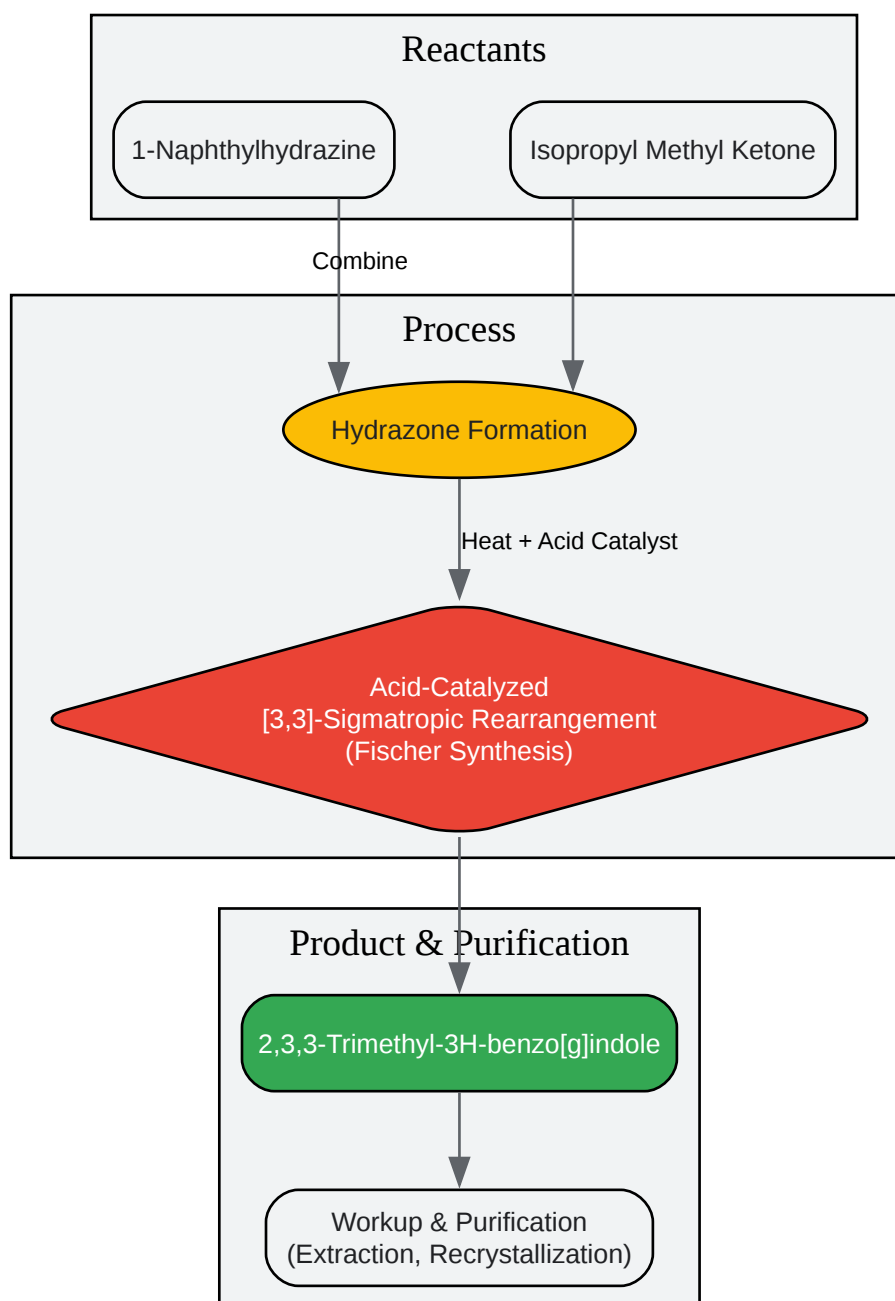 Reactants
1-Naphthylhydrazine
Isopropyl Methyl Ketone
Combine
Process
Hydrazone Formation
Heat + Acid Catalyst
Acid-Catalyzed
[3,3]-Sigmatropic Rearrangement
(Fischer Synthesis)
Product & Purification
2,3,3-Trimethyl-3H-benzo[g]indole
Workup & Purification
(Extraction, Recrystallization)